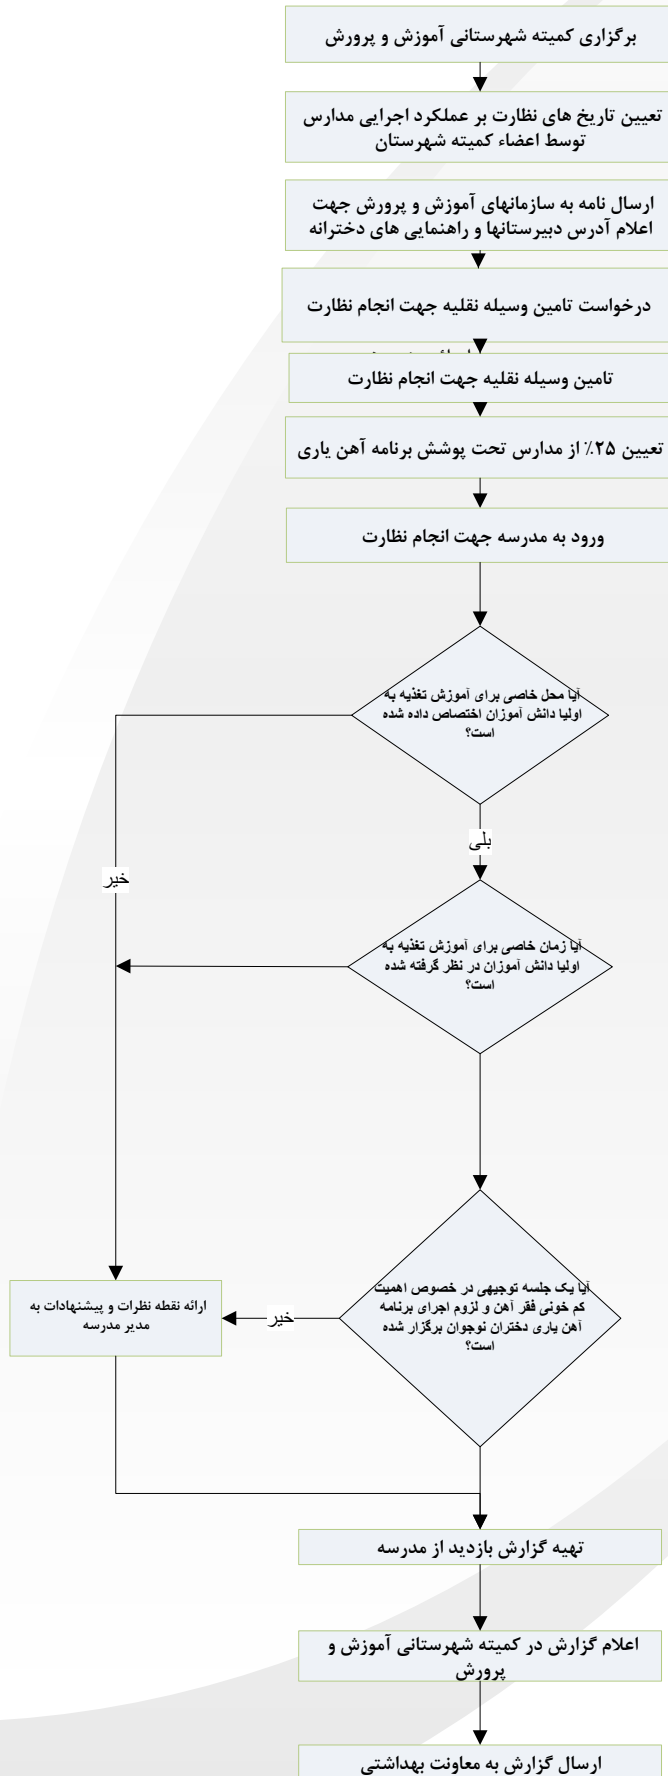 برگزاری کمیته شهرستانی آموزش و پرورش
تعیین تاریخ های نظارت بر عملکرد اجرایی مدارس
توسط اعضاء کمیته شهرستان
ارسال نامه به سازمانهای آموزش و پرورش جهت
اعلام آدرس دبیرستانها و راهنمایی های دخترانه
درخواست تامین وسیله نقلیه جهت انجام نظارت
تامین وسیله نقلیه جهت انجام نظارت
تعیین ۲۵٪ از مدارس تحت پوشش برنامه آهن یاری
ورود به مدرسه جهت انجام نظارت
آیا محل خاصی برای آموزش تغذیه به
اولیا دانش آموزان اختصاص داده شده
است؟
بلی
خیر
آیا زمان خاصی برای آموزش تغذیه به
اولیا دانش آموزان در نظر گرفته شده
است؟
آیا یک جلسه توجیهی در خصوص اهمیت
کم خونی فقر آهن و لزوم اجرای برنامه
آهن یاری دختران نوجوان برگزار شده
است؟
خیر
ارائه نقطه نظرات و پیشنهادات به
مدیر مدرسه
تهیه گزارش بازدید از مدرسه
اعلام گزارش در کمیته شهرستانی آموزش و
پرورش
ارسال گزارش به معاونت بهداشتی